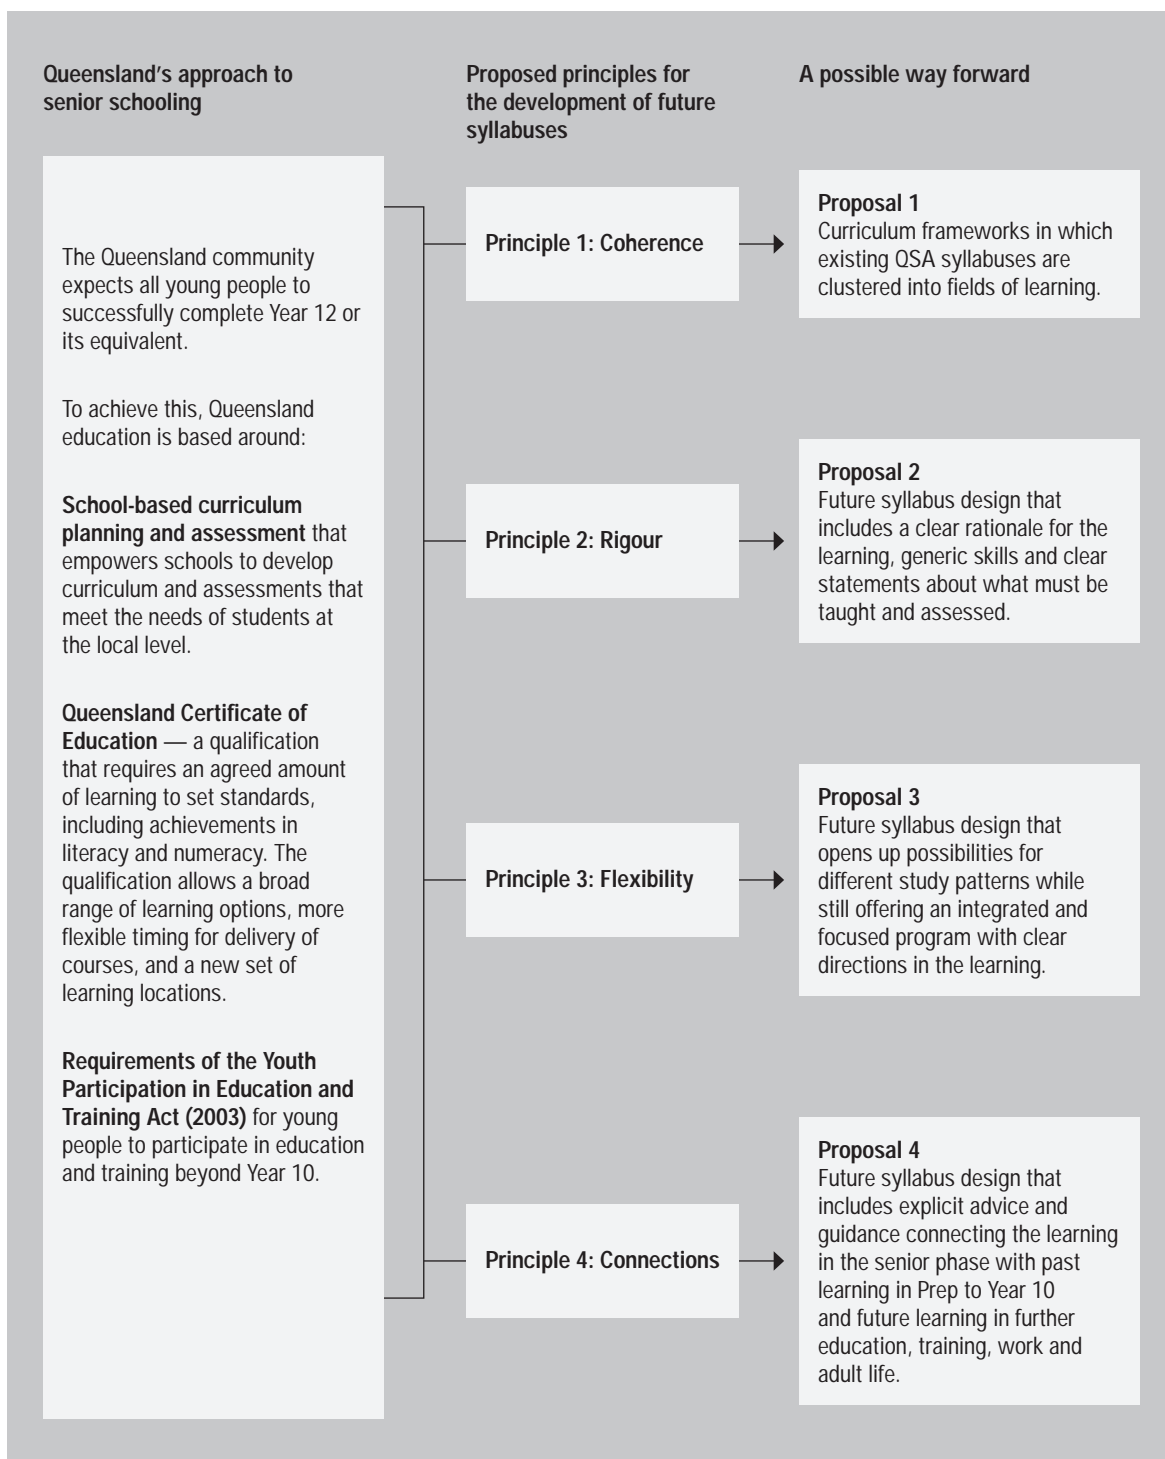 Queensland’s approach to
senior schooling
The Queensland community
expects all young people to
successfully complete Year 12 or
its equivalent.
To achieve this, Queensland
education is based around:
School-based curriculum
planning and assessment that
empowers schools to develop
curriculum and assessments that
meet the needs of students at
the local level.
Queensland Certificate of
Education — a qualification
that requires an agreed amount
of learning to set standards,
including achievements in
literacy and numeracy. The
qualification allows a broad
range of learning options, more
flexible timing for delivery of
courses, and a new set of
learning locations.
Requirements of the Youth
Participation in Education and
Training Act (2003) for young
people to participate in education
and training beyond Year 10.
Proposed principles for
the development of future
syllabuses
Principle 1: Coherence
Principle 2: Rigour
Principle 3: Flexibility
Principle 4: Connections
A possible way forward
Proposal 1
Curriculum frameworks in which
existing QSA syllabuses are
clustered into fields of learning.
Proposal 2
Future syllabus design that
includes a clear rationale for the
learning, generic skills and clear
statements about what must be
taught and assessed.
Proposal 3
Future syllabus design that
opens up possibilities for
different study patterns while
still offering an integrated and
focused program with clear
directions in the learning.
Proposal 4
Future syllabus design that
includes explicit advice and
guidance connecting the learning
in the senior phase with past
learning in Prep to Year 10
and future learning in further
education, training, work and
adult life.